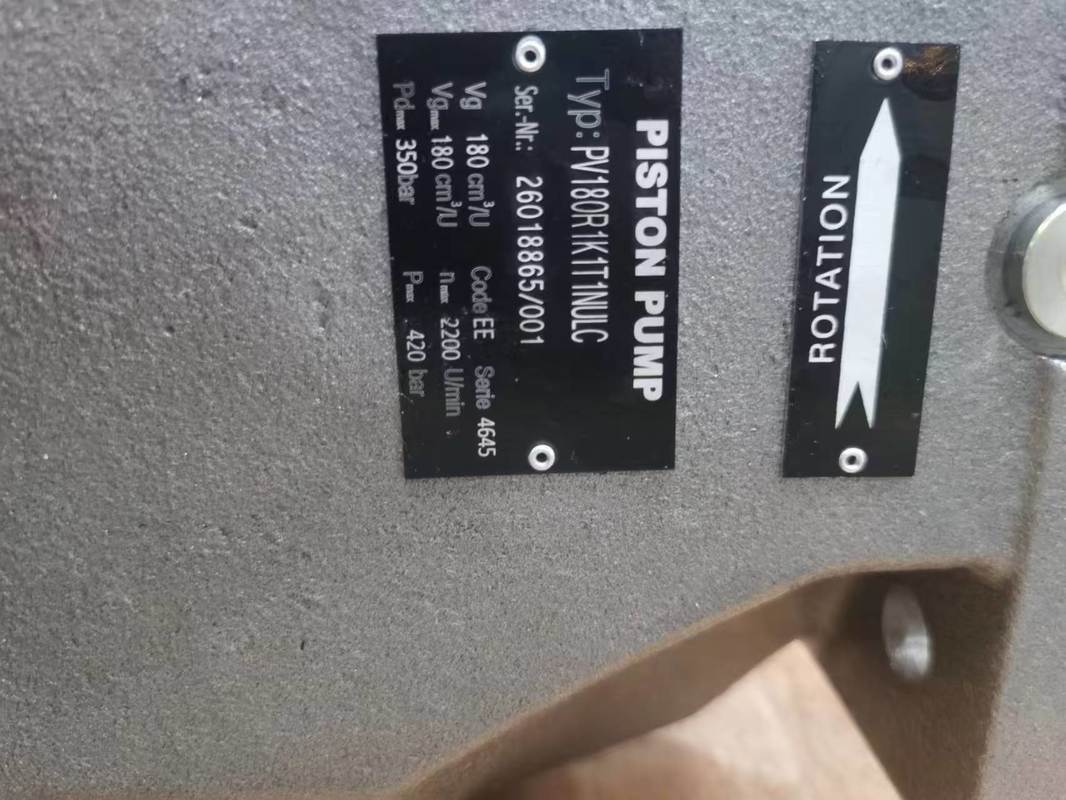 PISTON PUMP
Typ: PV180R1K1T1NULC
Ser.-Nr.: 26018865/001
Vg 180 cm³/U Code EE Serie 4645
Vgmax 180 cm³/U nmax 2200 U/min
Pdmax 350bar Pmax 420 bar
ROTATION